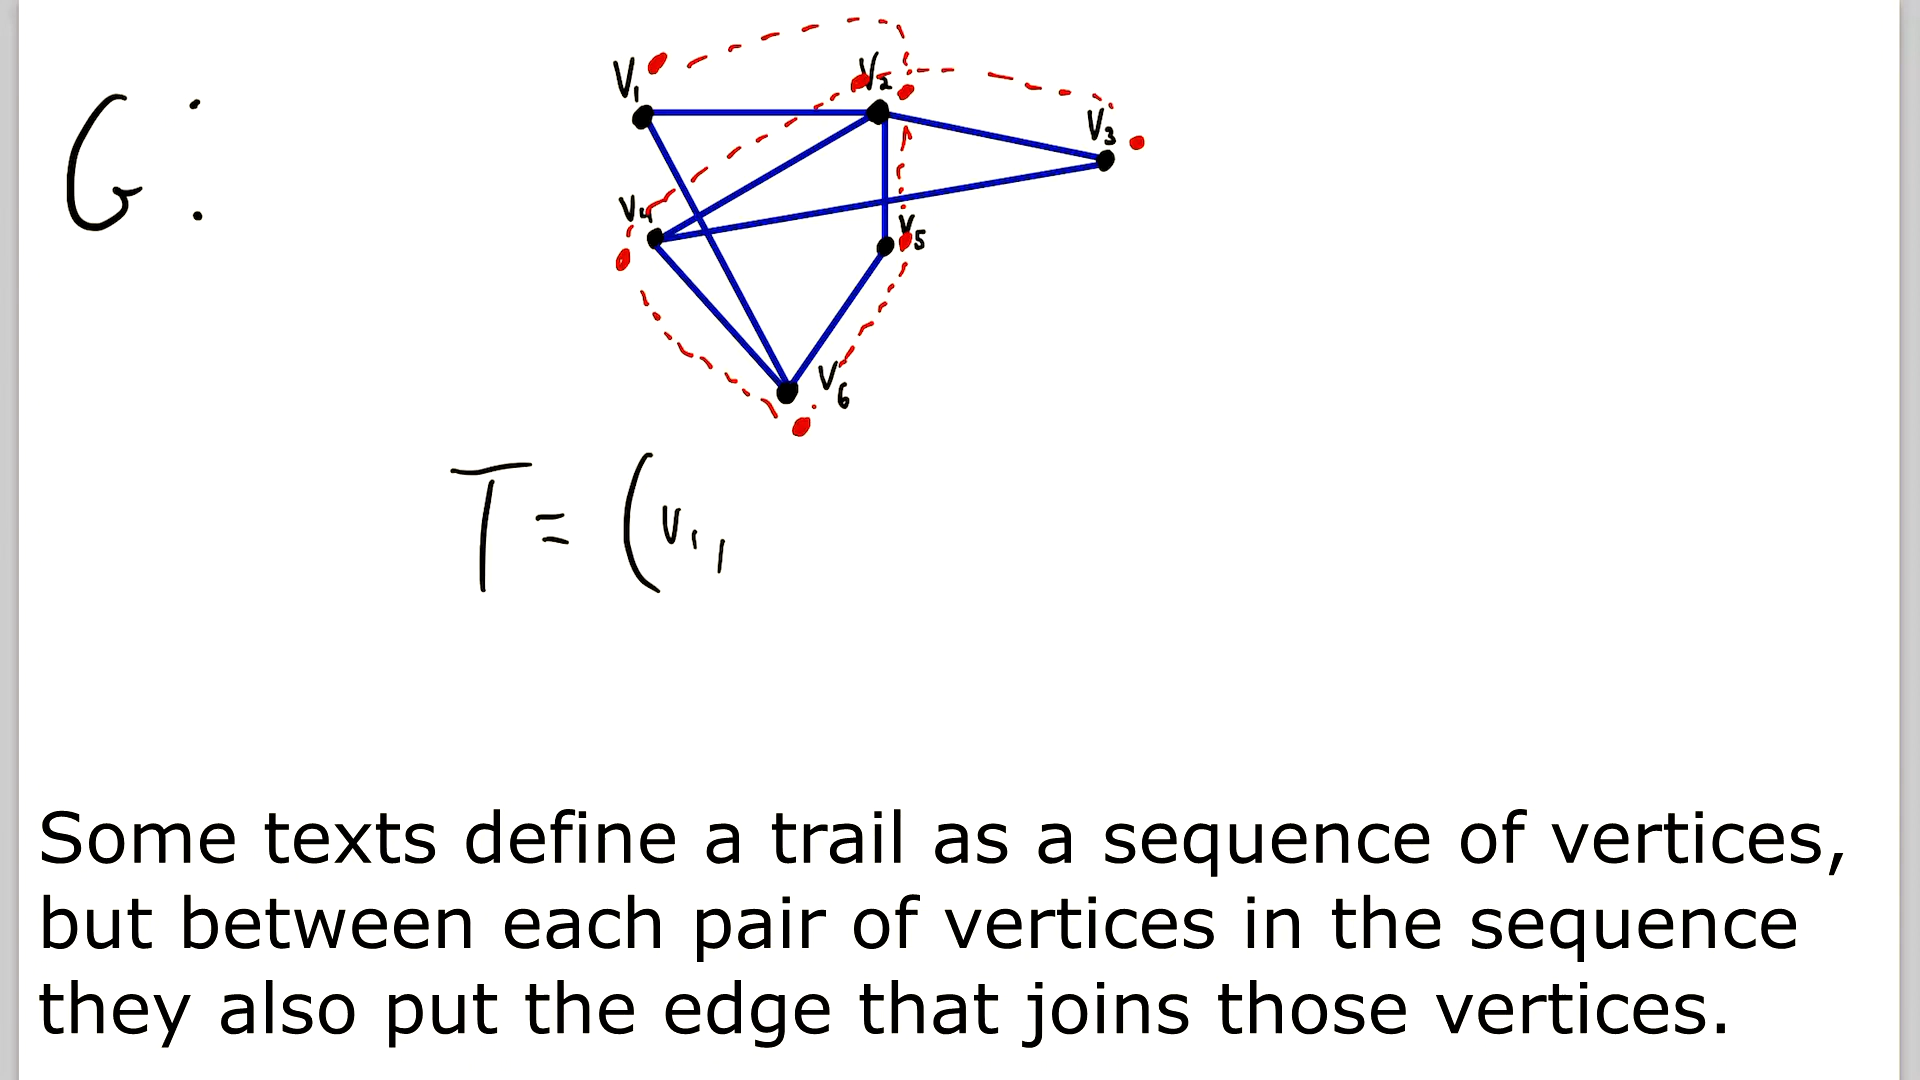 G:
V₁
V₂
V₃
V₄
V₅
V₆
T = (v₁,
Some texts define a trail as a sequence of vertices,
but between each pair of vertices in the sequence
they also put the edge that joins those vertices.